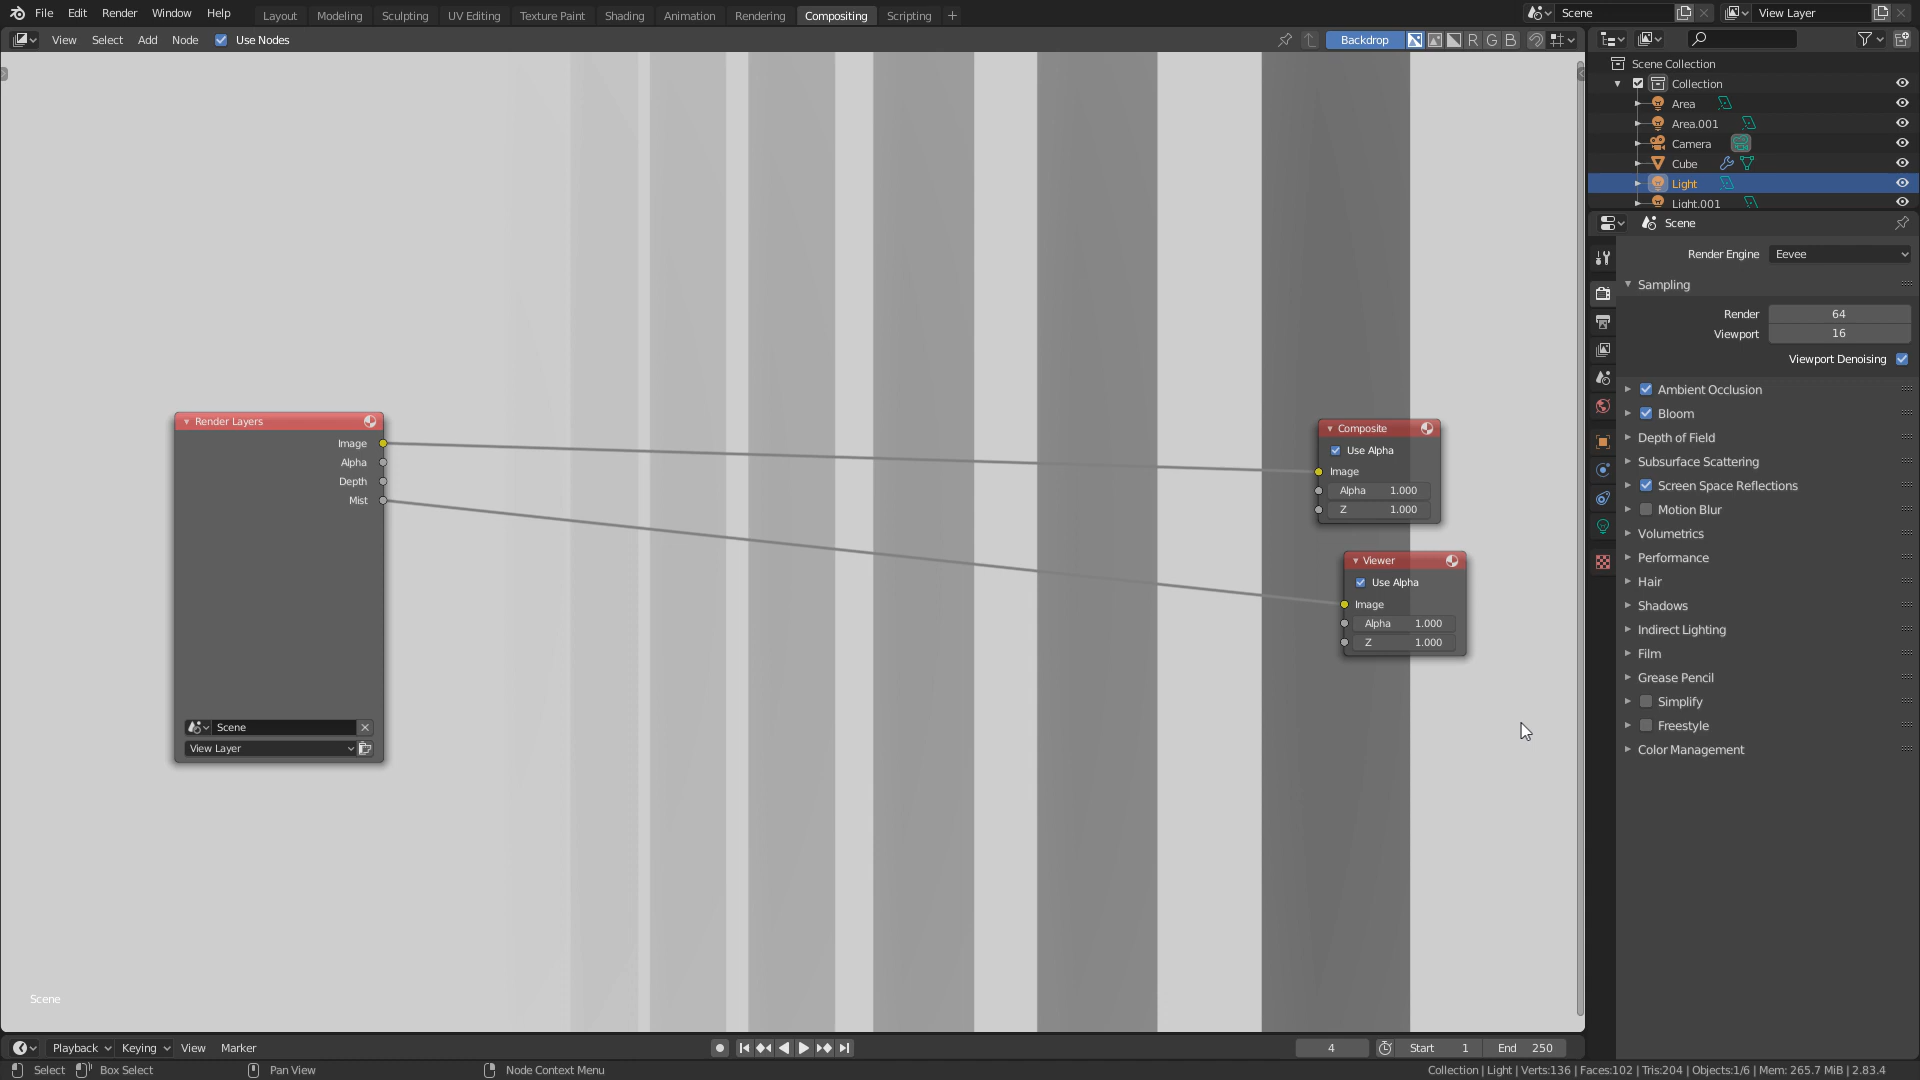 File Edit Render Window Help Layout Modeling Sculpting UV Editing Texture Paint Shading Animation Rendering Compositing Scripting + Scene View Layer
View Select Add Node Use Nodes Backdrop R G B
Scene Collection
Collection
Area
Area.001
Camera
Cube
Light
Light.001
Scene
Render Engine Eevee
Sampling
Render 64
Viewport 16
Viewport Denoising
Ambient Occlusion
Bloom
Depth of Field
Subsurface Scattering
Screen Space Reflections
Motion Blur
Volumetrics
Performance
Hair
Shadows
Indirect Lighting
Film
Grease Pencil
Simplify
Freestyle
Color Management
Render Layers
Image
Alpha
Depth
Mist
Scene
View Layer
Composite
Use Alpha
Image
Alpha 1.000
Z 1.000
Viewer
Use Alpha
Image
Alpha 1.000
Z 1.000
Scene
Playback Keying View Marker 4 Start 1 End 250
Select Box Select Pan View Node Context Menu Collection | Light | Verts:136 | Faces:102 | Tris:204 | Objects:1/6 | Mem: 265.7 MiB | 2.83.4